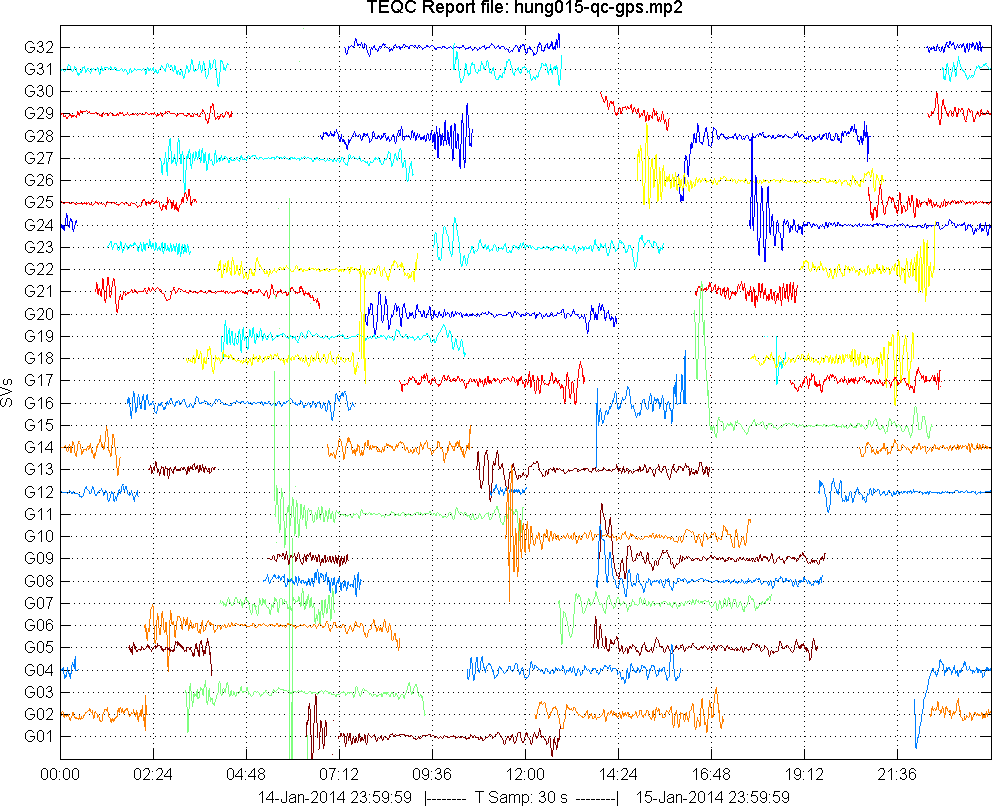 TEQC Report file: hung015-qc-gps.mp2
SVs
G32
G31
G30
G29
G28
G27
G26
G25
G24
G23
G22
G21
G20
G19
G18
G17
G16
G15
G14
G13
G12
G11
G10
G09
G08
G07
G06
G05
G04
G03
G02
G01
00:00 02:24 04:48 07:12 09:36 12:00 14:24 16:48 19:12 21:36
14-Jan-2014 23:59:59 |-------- T Samp: 30 s --------| 15-Jan-2014 23:59:59